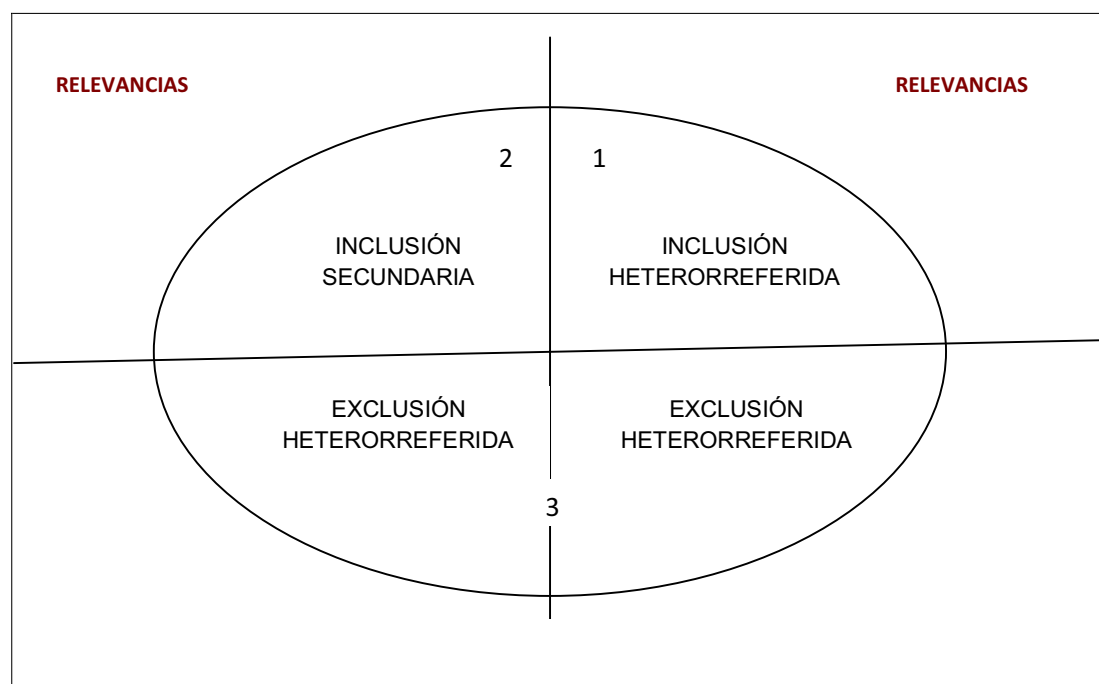 RELEVANCIAS
RELEVANCIAS
2
1
INCLUSIÓN
SECUNDARIA
INCLUSIÓN
HETERORREFERIDA
EXCLUSIÓN
HETERORREFERIDA
EXCLUSIÓN
HETERORREFERIDA
3